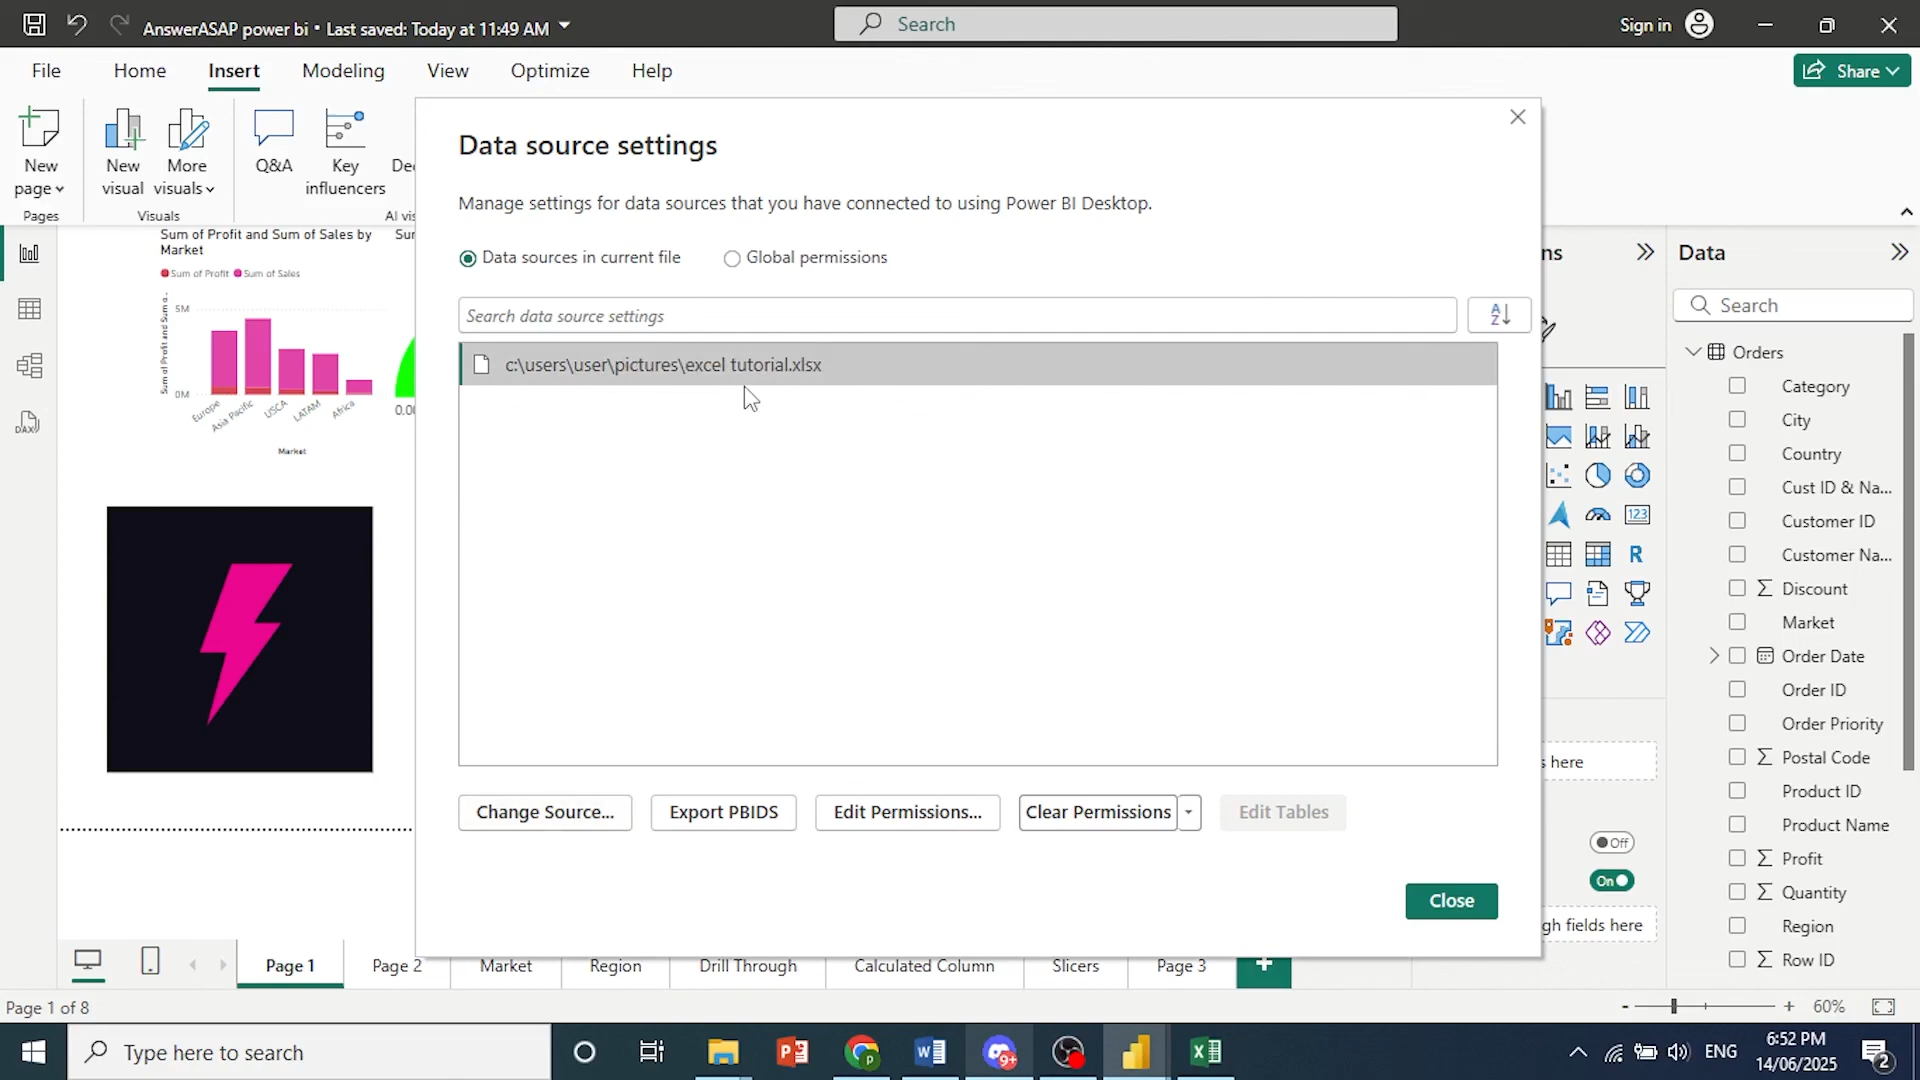 AnswerASAP power bi • Last saved: Today at 11:49 AM
Search
Sign in
File
Home
Insert
Modeling
View
Optimize
Help
Share
New page
New visual
More visuals
Q&A
Key influencers
Pages
Visuals
Data source settings
Manage settings for data sources that you have connected to using Power BI Desktop.
Data sources in current file
Global permissions
Search data source settings
c:\users\user\pictures\excel tutorial.xlsx
Change Source...
Export PBIDS
Edit Permissions...
Clear Permissions
Edit Tables
Close
Sum of Profit and Sum of Sales by
Market
Sum of Profit
Sum of Sales
5M
0M
Europe
Asia Pacific
USCA
LATAM
Africa
Market
DAX
123
R
s here
Off
On
gh fields here
Data
Search
Orders
Category
City
Country
Cust ID & Na...
Customer ID
Customer Na...
Discount
Market
Order Date
Order ID
Order Priority
Postal Code
Product ID
Product Name
Profit
Quantity
Region
Row ID
Page 1
Page 2
Market
Region
Drill Through
Calculated Column
Slicers
Page 3
Page 1 of 8
60%
Type here to search
9+
ENG
6:52 PM
14/06/2025
2